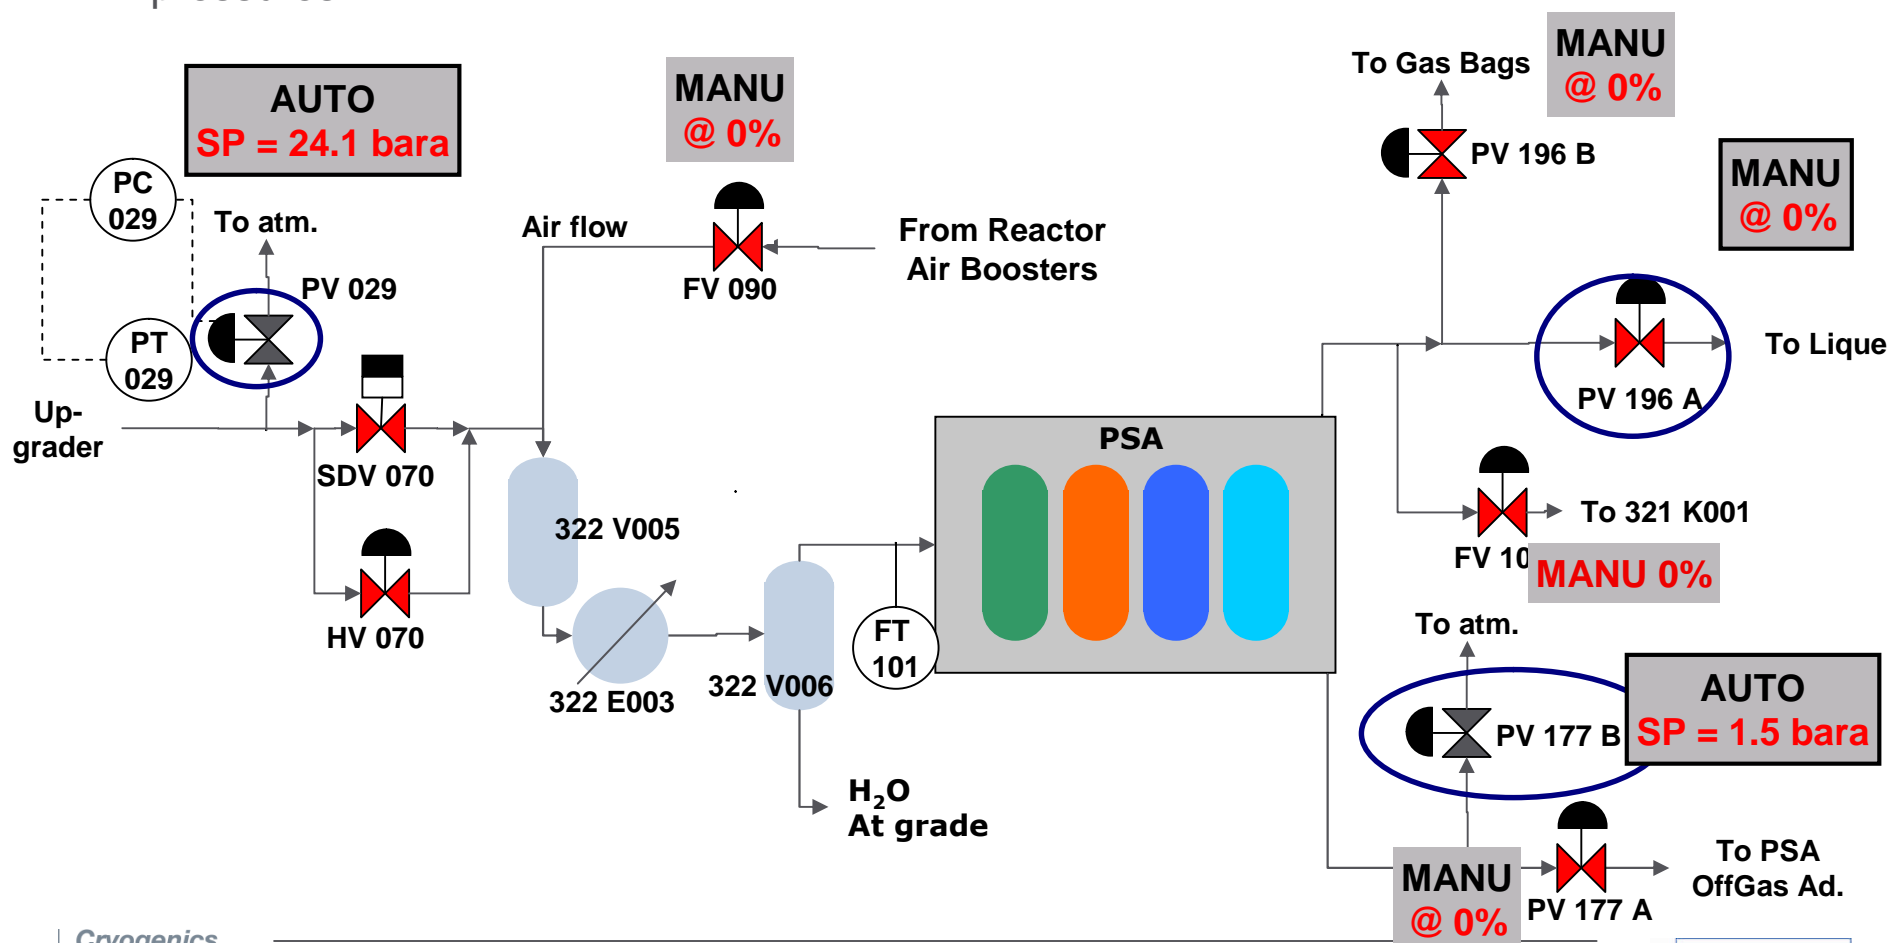 pressures
AUTO
SP = 24.1 bara
MANU
@ 0%
To Gas Bags
MANU
@ 0%
PV 196 B
MANU
@ 0%
PC
029
To atm.
Air flow
From Reactor
Air Boosters
PV 029
FV 090
PT
029
To Lique
PV 196 A
Up-
grader
PSA
SDV 070
322 V005
To 321 K001
FV 10
MANU 0%
HV 070
FT
101
To atm.
322 E003
322 V006
AUTO
SP = 1.5 bara
PV 177 B
H2O
At grade
To PSA
OffGas Ad.
MANU
@ 0%
PV 177 A
Cryogenics